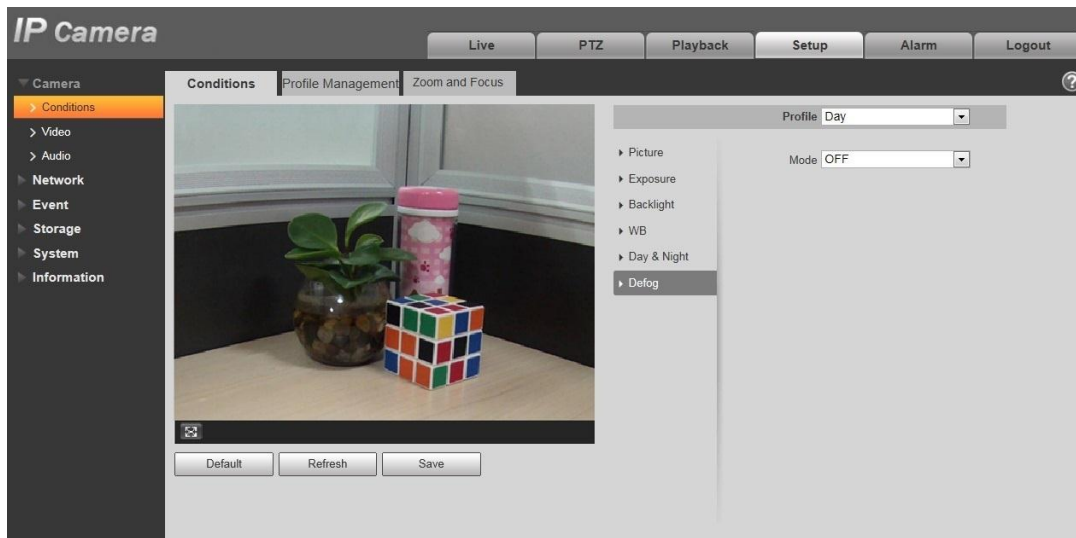 IP Camera
Live
PTZ
Playback
Setup
Alarm
Logout
Camera
Conditions
Video
Audio
Network
Event
Storage
System
Information
Conditions
Profile Management
Zoom and Focus
?
Profile Day
Picture
Exposure
Backlight
WB
Day & Night
Defog
Mode OFF
Default
Refresh
Save